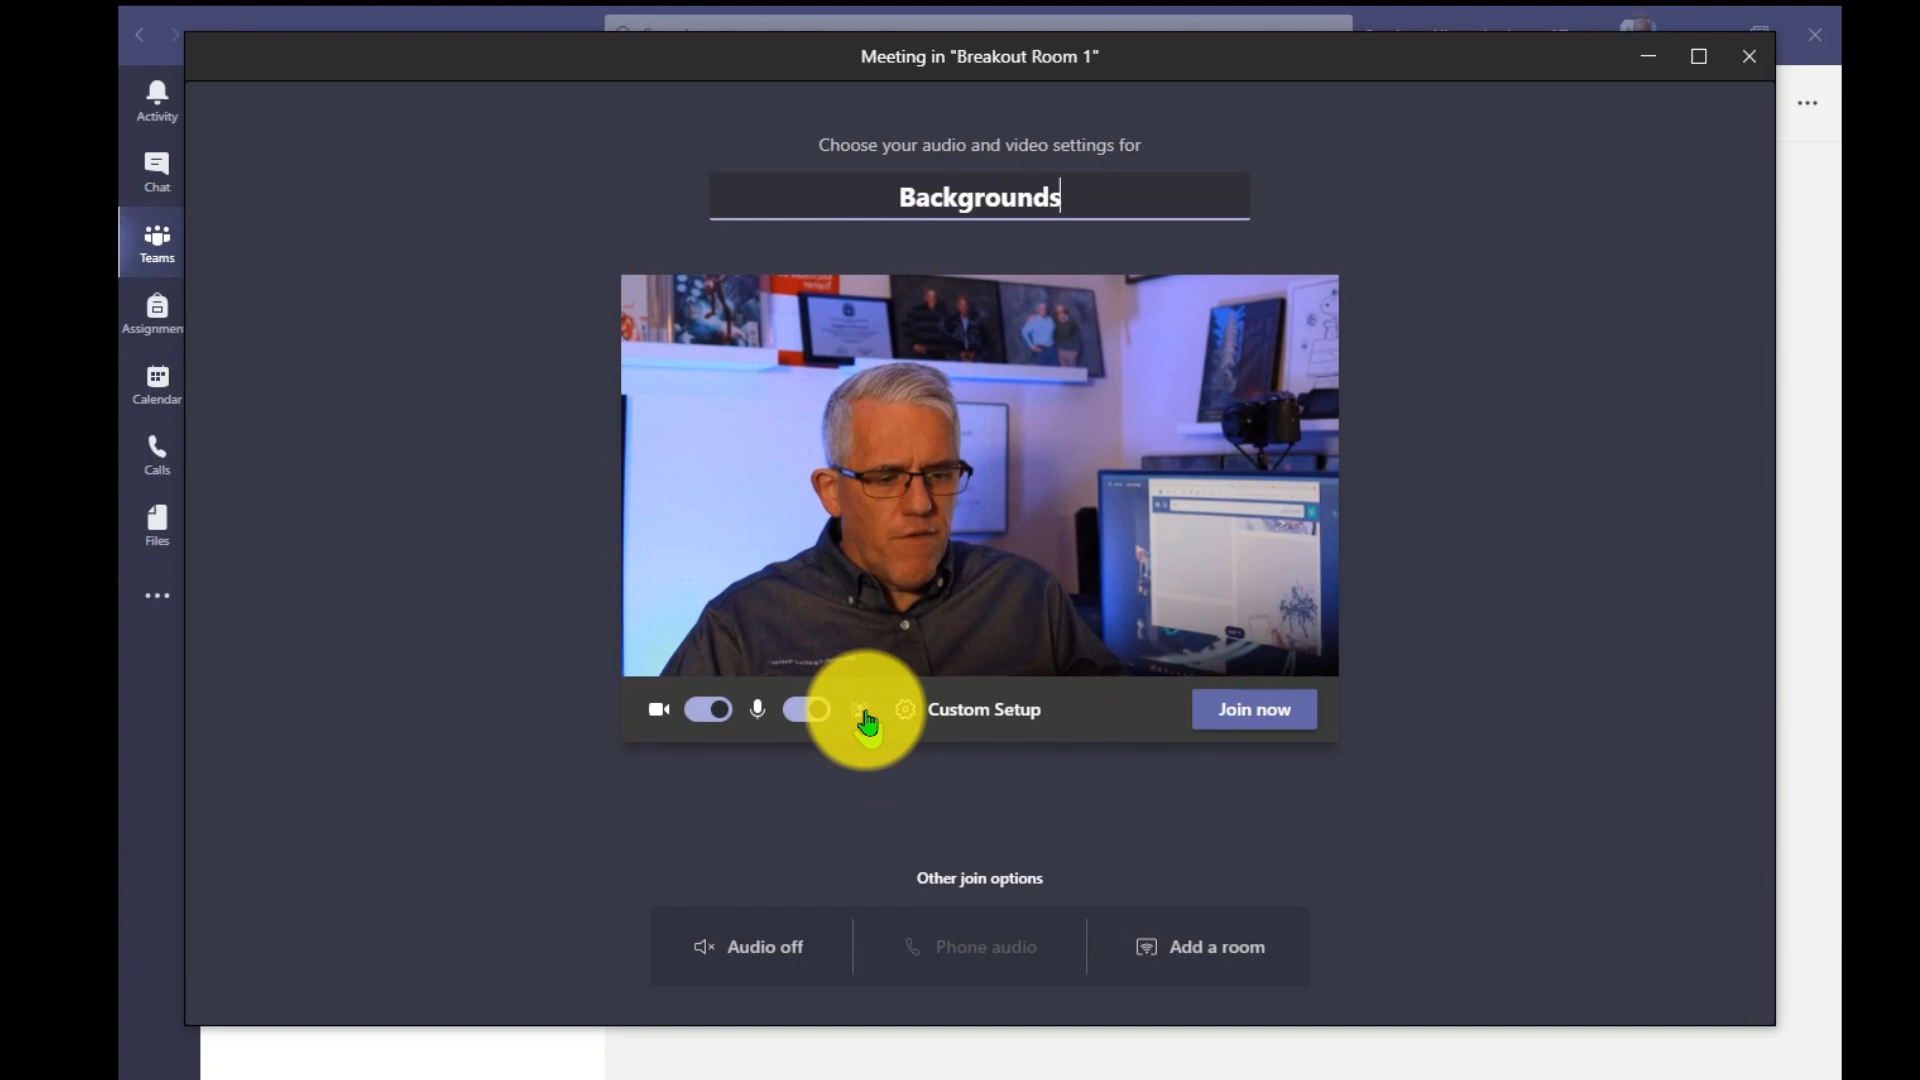 Meeting in "Breakout Room 1"
Activity
Chat
Teams
Assignmen
Calendar
Calls
Files
Choose your audio and video settings for
Backgrounds
Custom Setup
Join now
Other join options
Audio off
Phone audio
Add a room